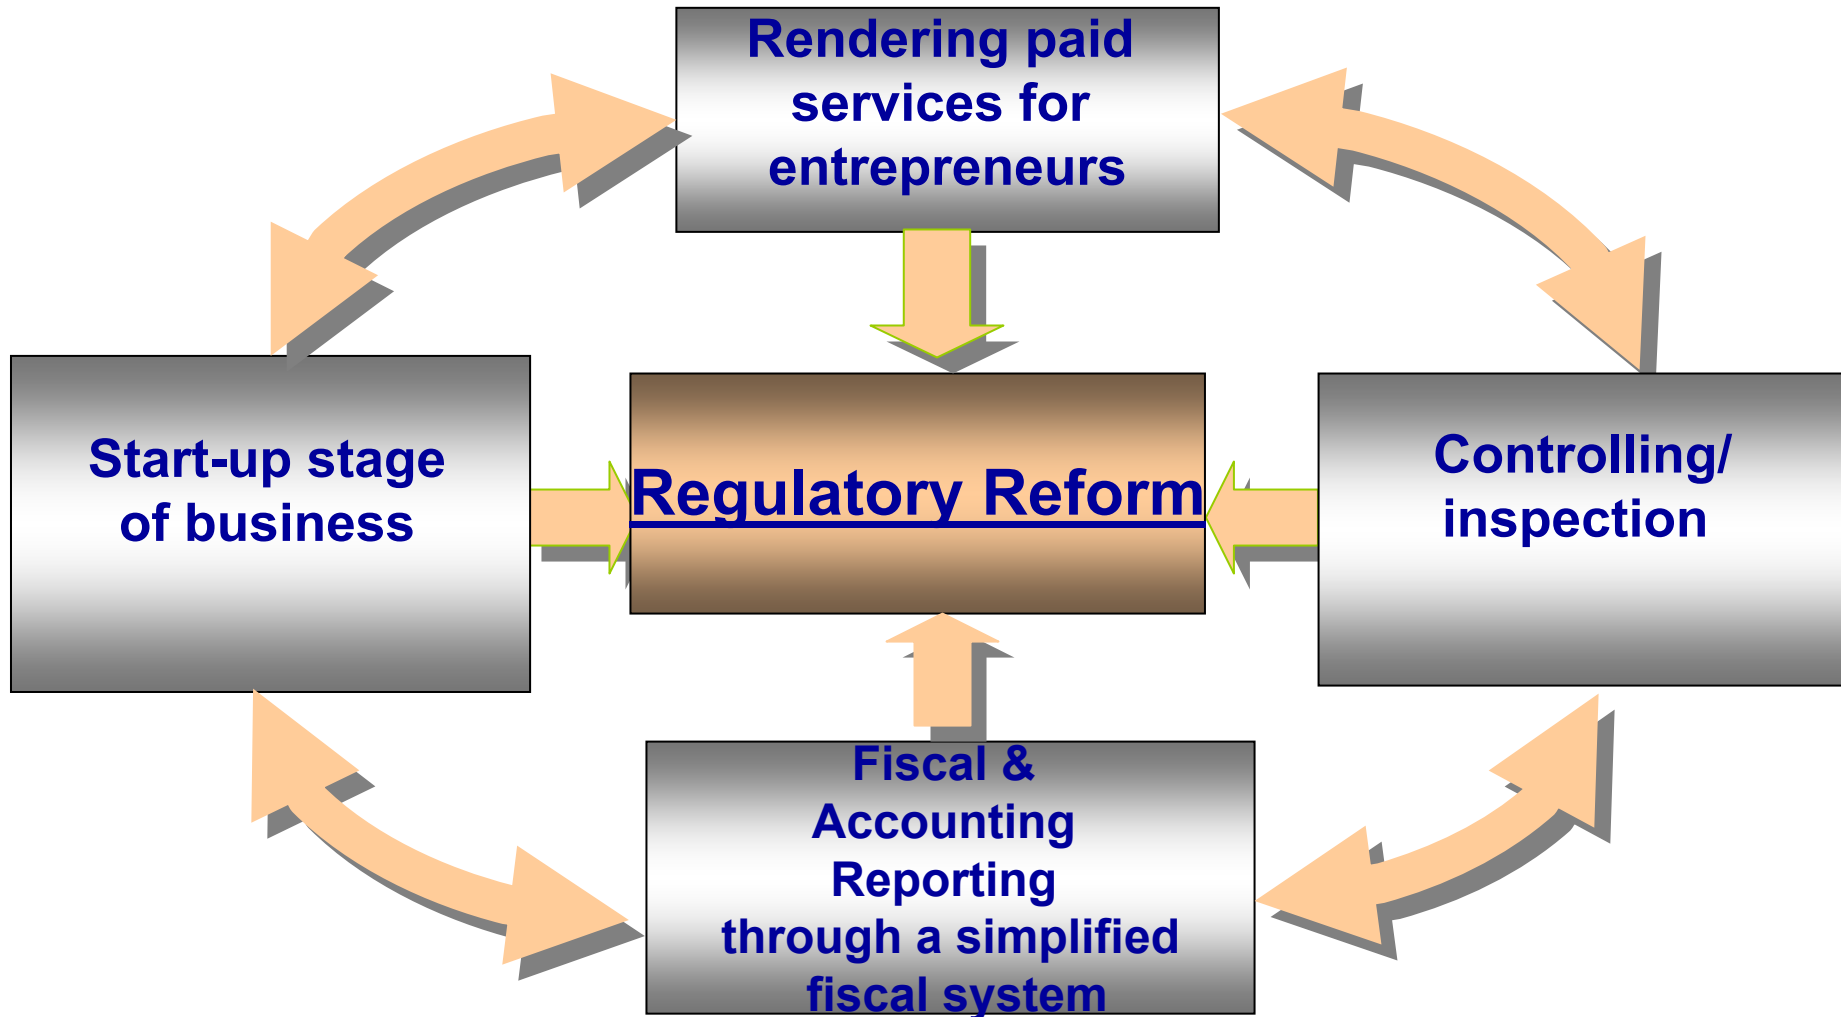 Rendering paid
services for
entrepreneurs
Start-up stage
of business
Regulatory Reform
Controlling/
inspection
Fiscal &
Accounting
Reporting
through a simplified
fiscal system